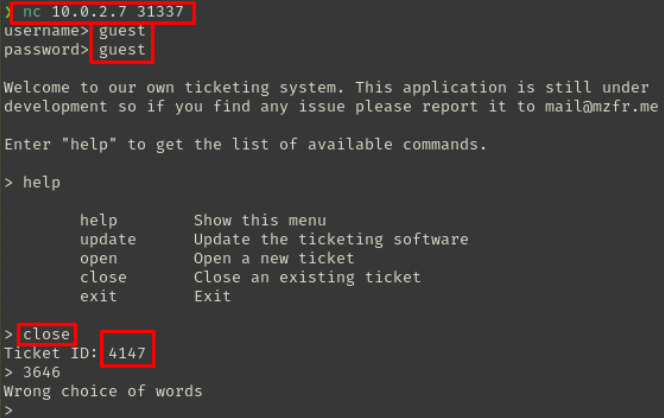 ❯ nc 10.0.2.7 31337
username> guest
password> guest
Welcome to our own ticketing system. This application is still under
development so if you find any issue please report it to mail@mzfr.me
Enter "help" to get the list of available commands.
> help
help Show this menu
update Update the ticketing software
open Open a new ticket
close Close an existing ticket
exit Exit
> close
Ticket ID: 4147
> 3646
Wrong choice of words
>